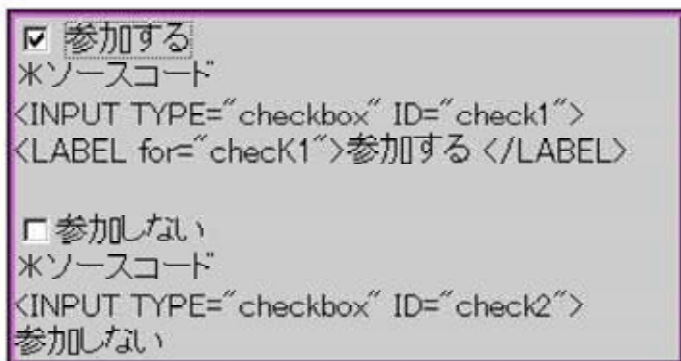 参加する
*ソースコード
<INPUT TYPE="checkbox" ID="check1">
<LABEL for="checK1">参加する </LABEL>
参加しない
*ソースコード
<INPUT TYPE="checkbox" ID="check2">
参加しない